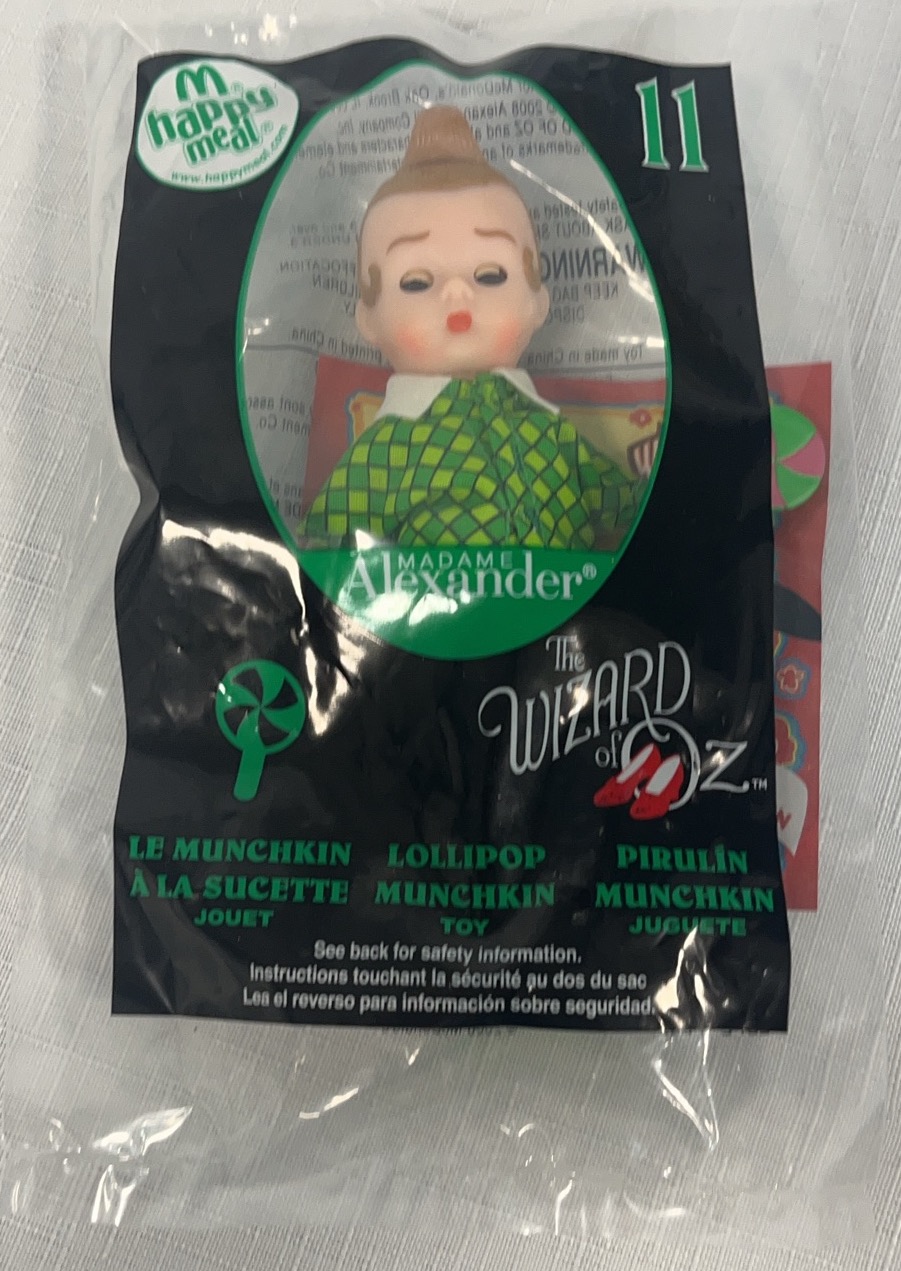 M
happy
meal®
www.happymeal.com
11
MADAME
Alexander®
The
WIZARD
of OZ™
LE MUNCHKIN
À LA SUCETTE
JOUET
LOLLIPOP
MUNCHKIN
TOY
PIRULÍN
MUNCHKIN
JUGUETE
See back for safety information.
Instructions touchant la sécurité au dos du sac
Lea el reverso para información sobre seguridad.